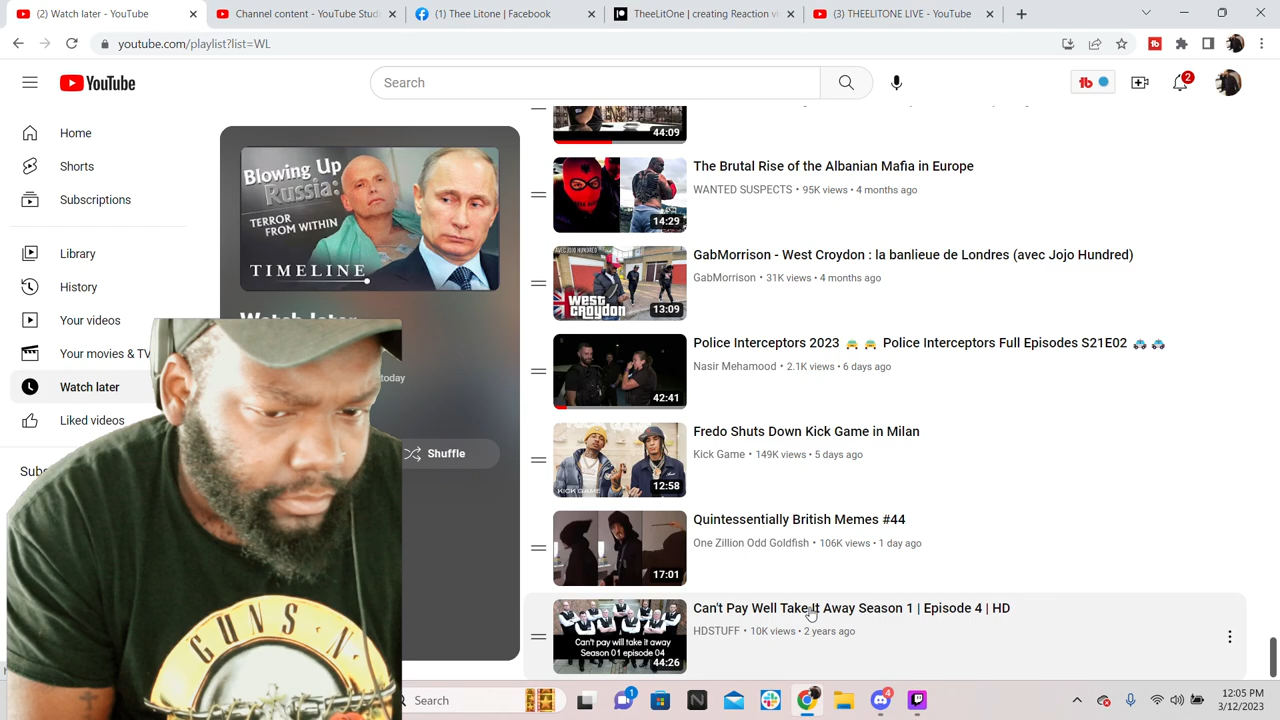 (2) Watch later - YouTube
Channel content - YouTube Studi
(1) Thee Litone | Facebook
TheeLitOne | creating Reaction vi
(3) THEELITONE LIVE - YouTube
youtube.com/playlist?list=WL
YouTube
Search
2
Home
Shorts
Subscriptions
Library
History
Your videos
Your movies & TV
Watch later
Liked videos
Subs
Blowing Up
Russia:
TERROR
FROM WITHIN
TIMELINE
Watch later
today
Shuffle
44:09
The Brutal Rise of the Albanian Mafia in Europe
WANTED SUSPECTS • 95K views • 4 months ago
14:29
GabMorrison - West Croydon : la banlieue de Londres (avec Jojo Hundred)
GabMorrison • 31K views • 4 months ago
WEST
CROYDON
13:09
Police Interceptors 2023 🚖 🚖 Police Interceptors Full Episodes S21E02 🚓 🚓
Nasir Mehamood • 2.1K views • 6 days ago
42:41
Fredo Shuts Down Kick Game in Milan
Kick Game • 149K views • 5 days ago
KICK GAME
12:58
Quintessentially British Memes #44
One Zillion Odd Goldfish • 106K views • 1 day ago
17:01
Can't Pay Well Take It Away Season 1 | Episode 4 | HD
HDSTUFF • 10K views • 2 years ago
Can't pay will take it away
Season 01 episode 04
44:26
GUNS N'
Search
1
4
12:05 PM
3/12/2023